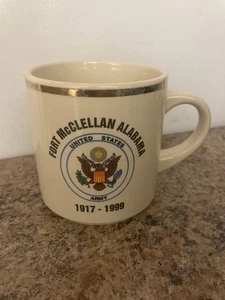 FORT McCLELLAN ALABAMA
UNITED STATES
ARMY
1917 - 1999